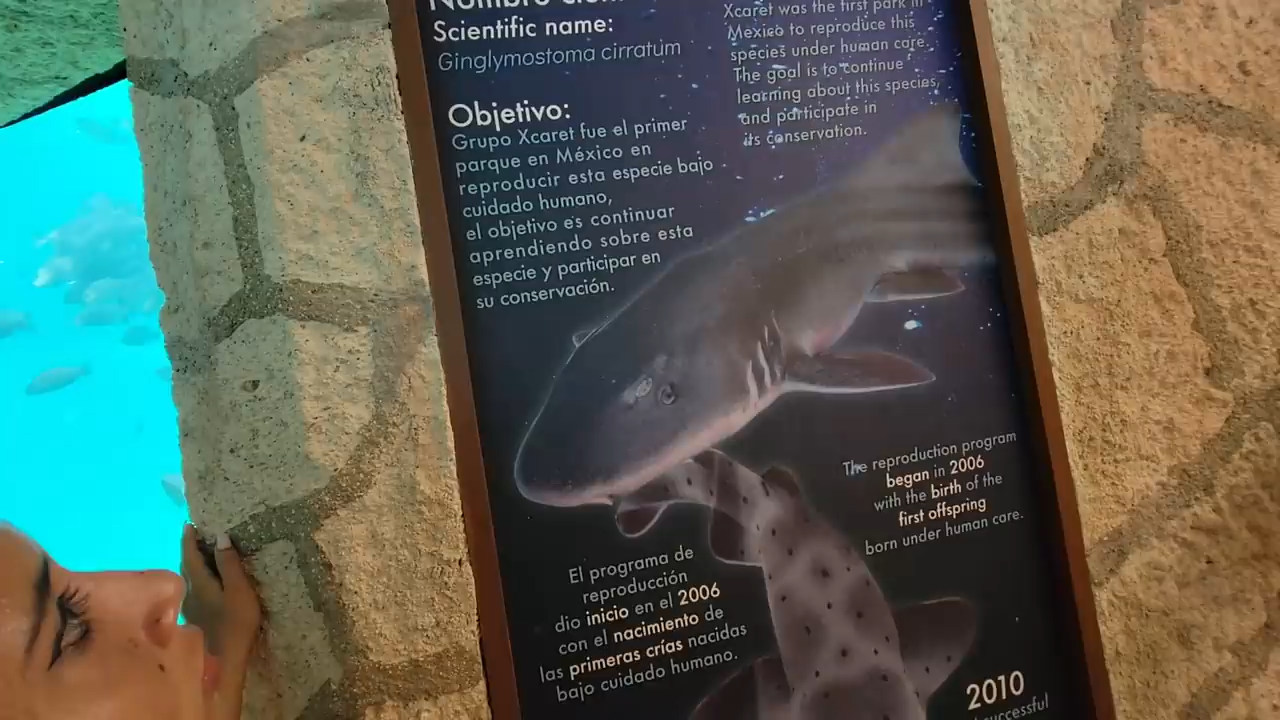 Nombre
Scientific name:
Ginglymostoma cirratum
Objetivo:
Grupo Xcaret fue el primer
parque en México en
reproducir esta especie bajo
cuidado humano,
el objetivo es continuar
aprendiendo sobre esta
especie y participar en
su conservación.
Xcaret was the first park in
Mexico to reproduce this
species under human care.
The goal is to continue
learning about this species,
and participate in
its conservation.
The reproduction program
began in 2006
with the birth of the
first offspring
born under human care.
El programa de
reproducción
dio inicio en el 2006
con el nacimiento de
las primeras crías nacidas
bajo cuidado humano.
2010
successful